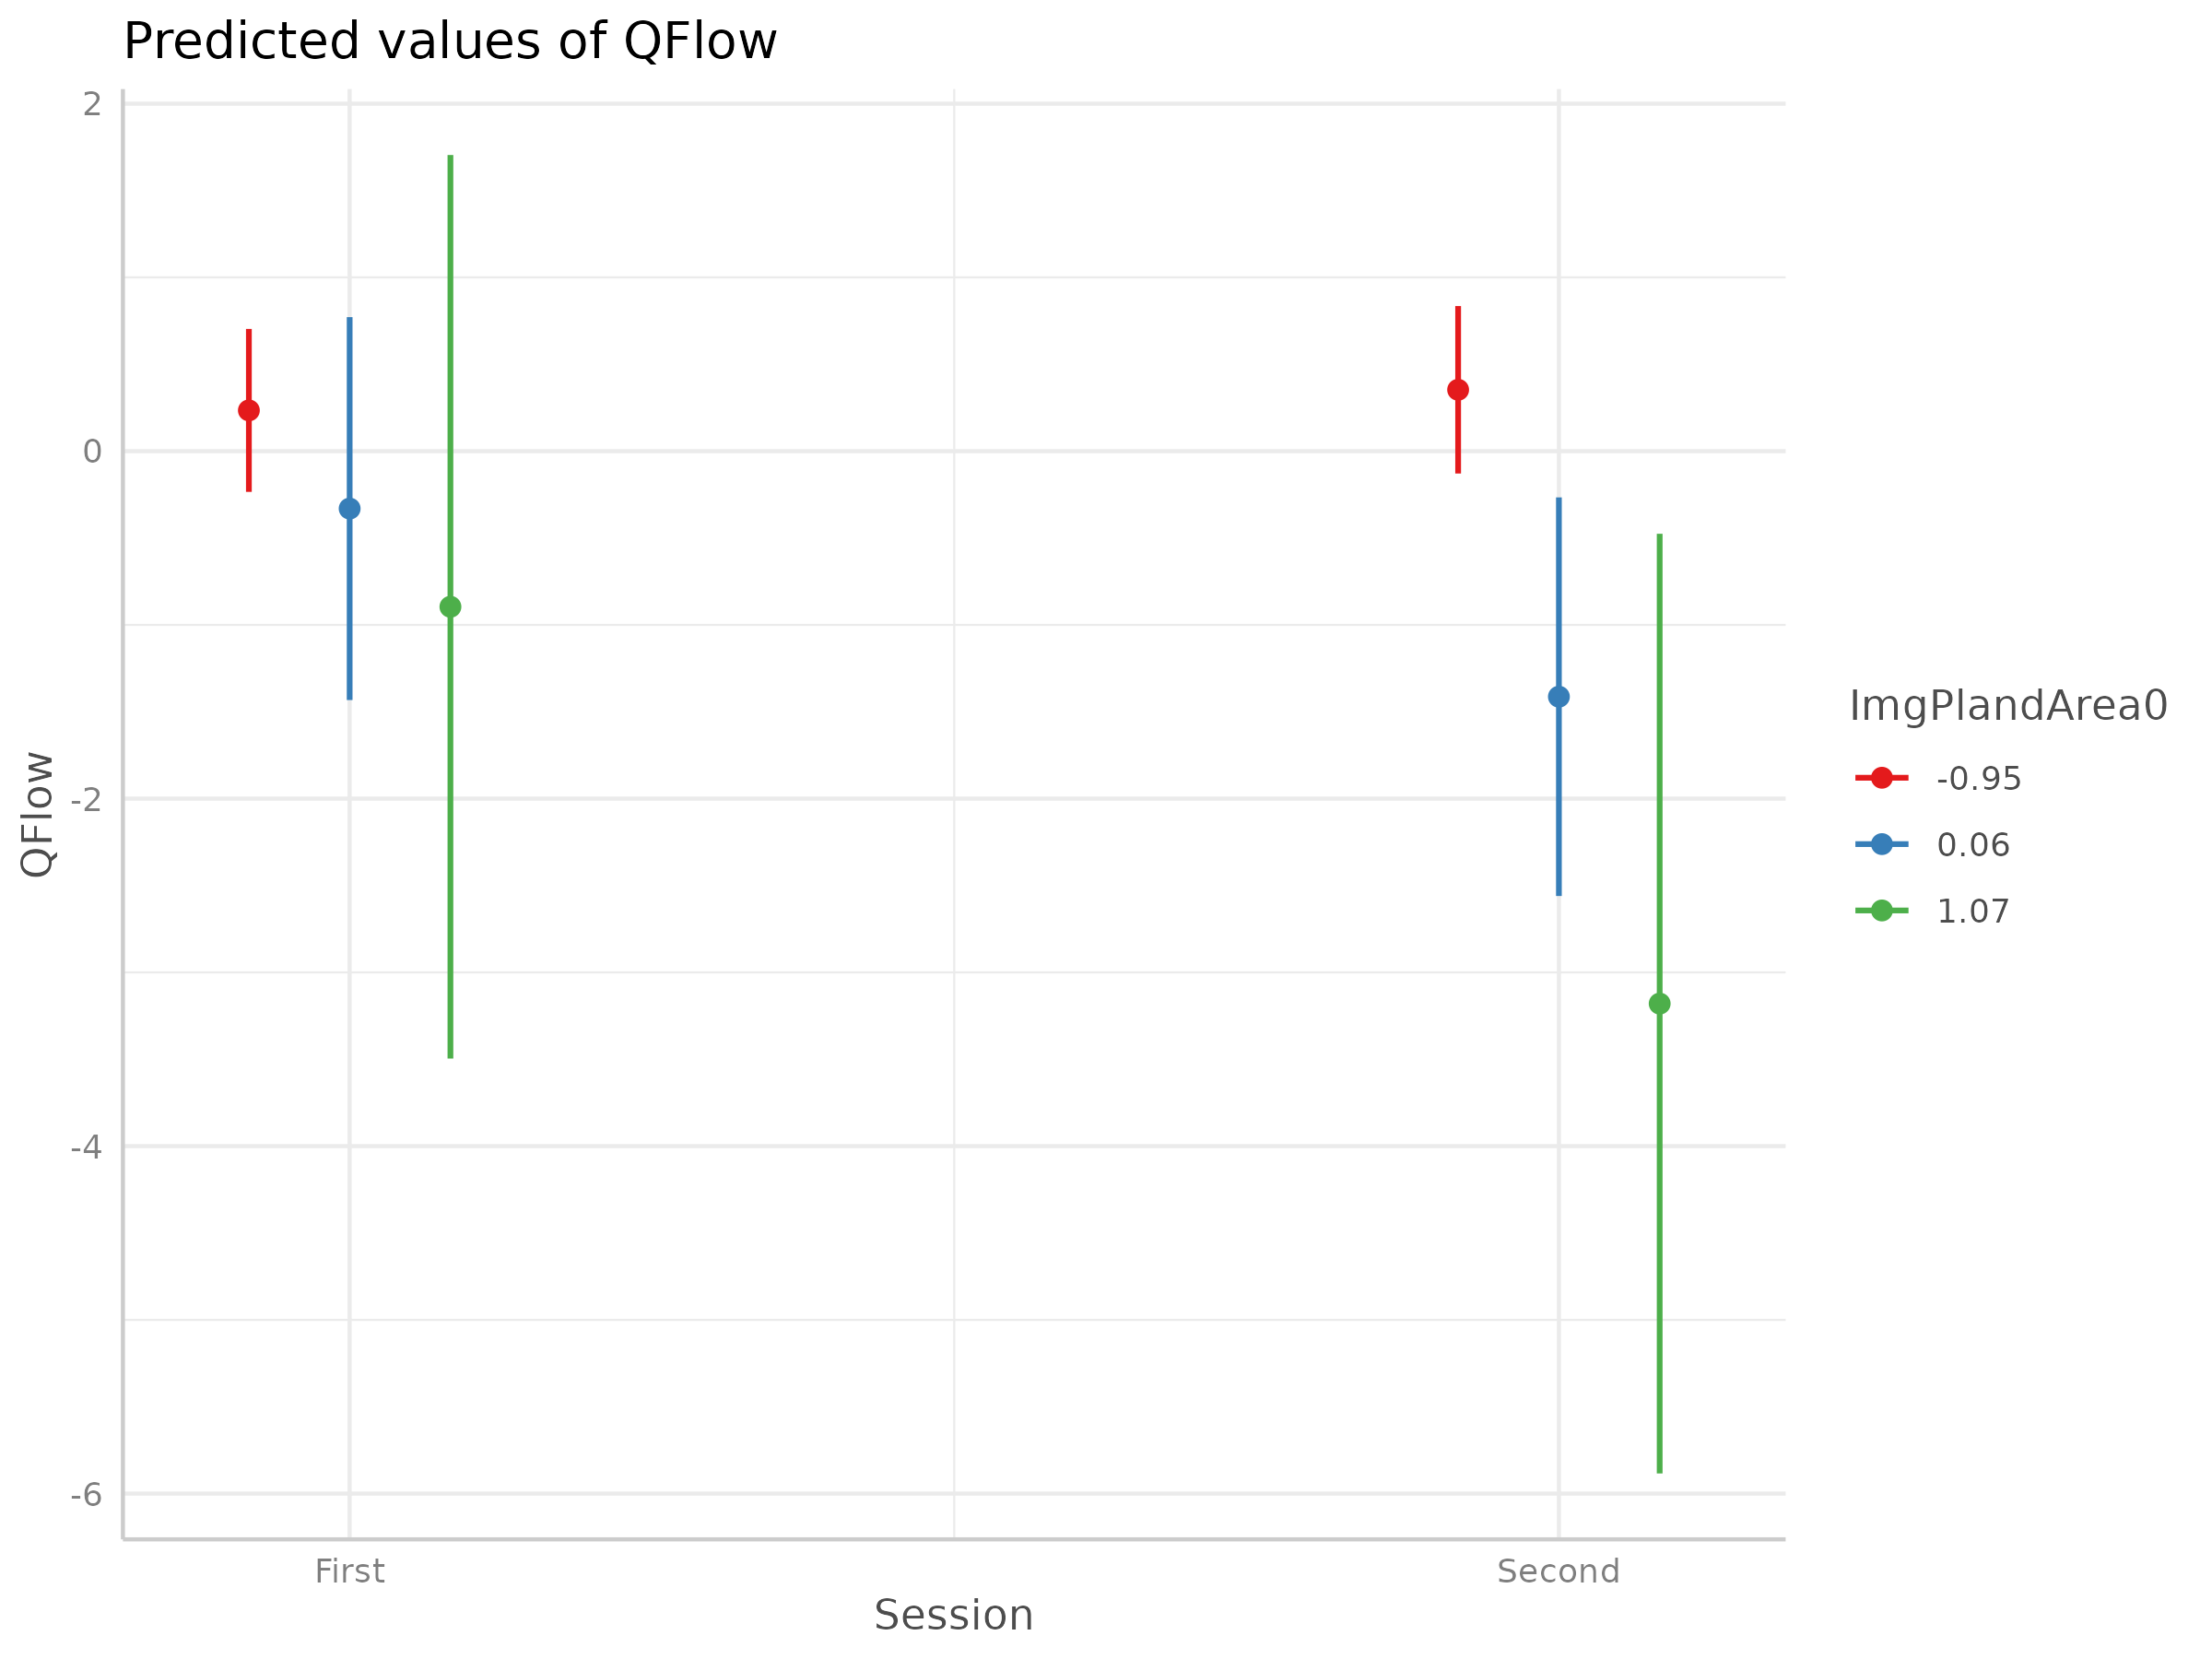 Predicted values of QFlow
2
0
-2
-4
-6
QFlow
First
Second
Session
ImgPlandArea0
-0.95
0.06
1.07